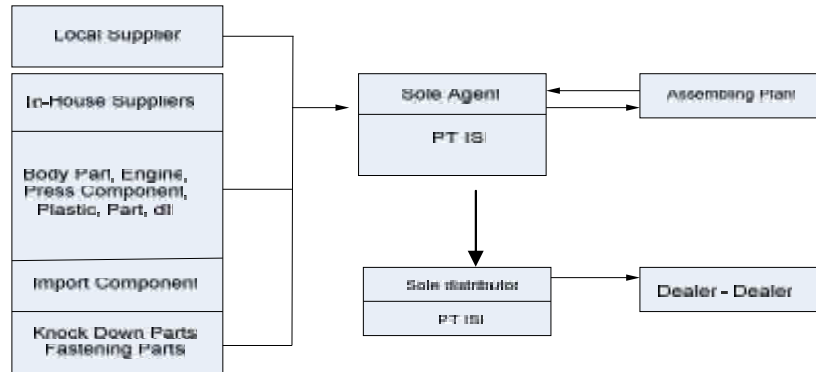 Local Supplier
In-House Suppliers
Body Part, Engine,
Press Component,
Plastic, Part, dll
Import Component
Knock Down Parts
Fastening Parts
Sole Agent
PT ISI
Assembling Plant
Sole distributor
PT ISI
Dealer - Dealer